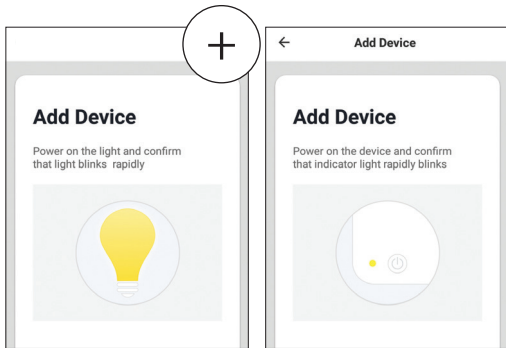 +
Add Device
Power on the light and confirm
that light blinks rapidly
← Add Device
Add Device
Power on the device and confirm
that indicator light rapidly blinks